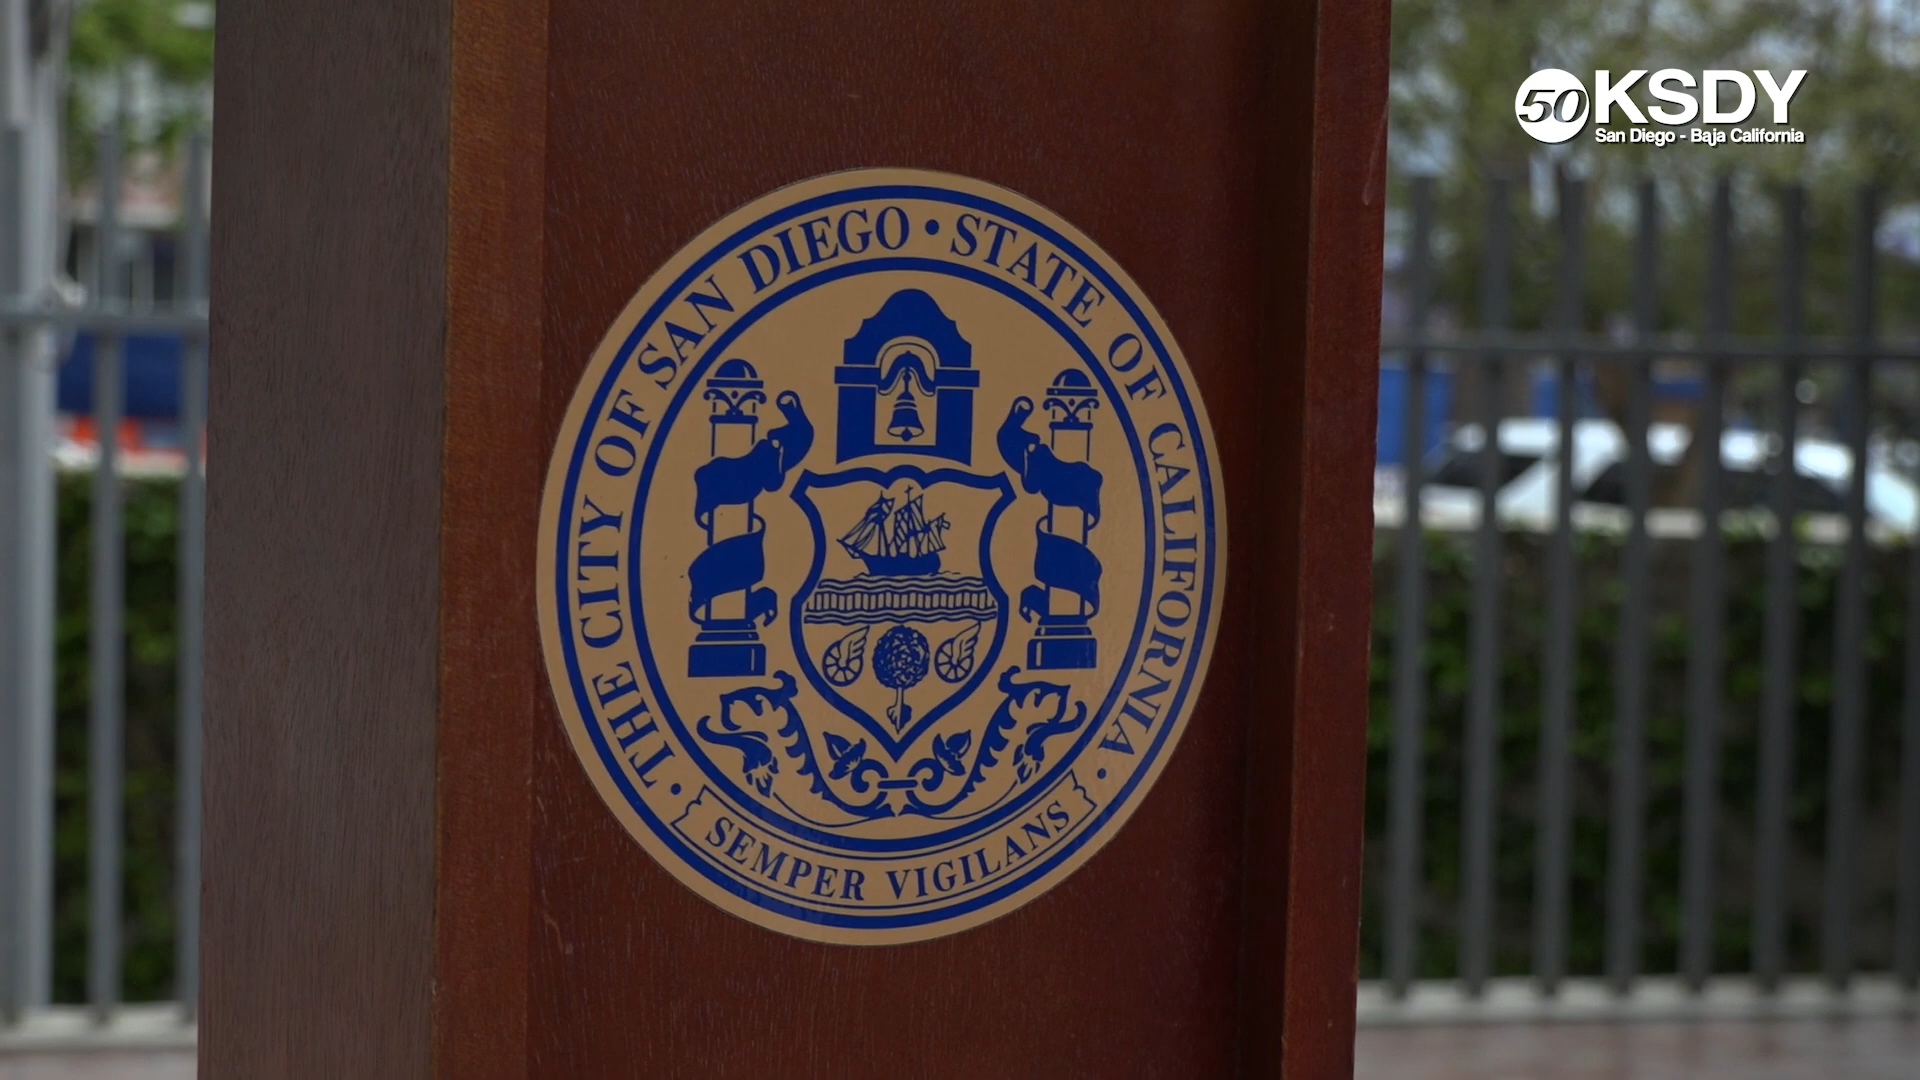 50 KSDY
San Diego - Baja California
THE CITY OF SAN DIEGO • STATE OF CALIFORNIA •
SEMPER VIGILANS